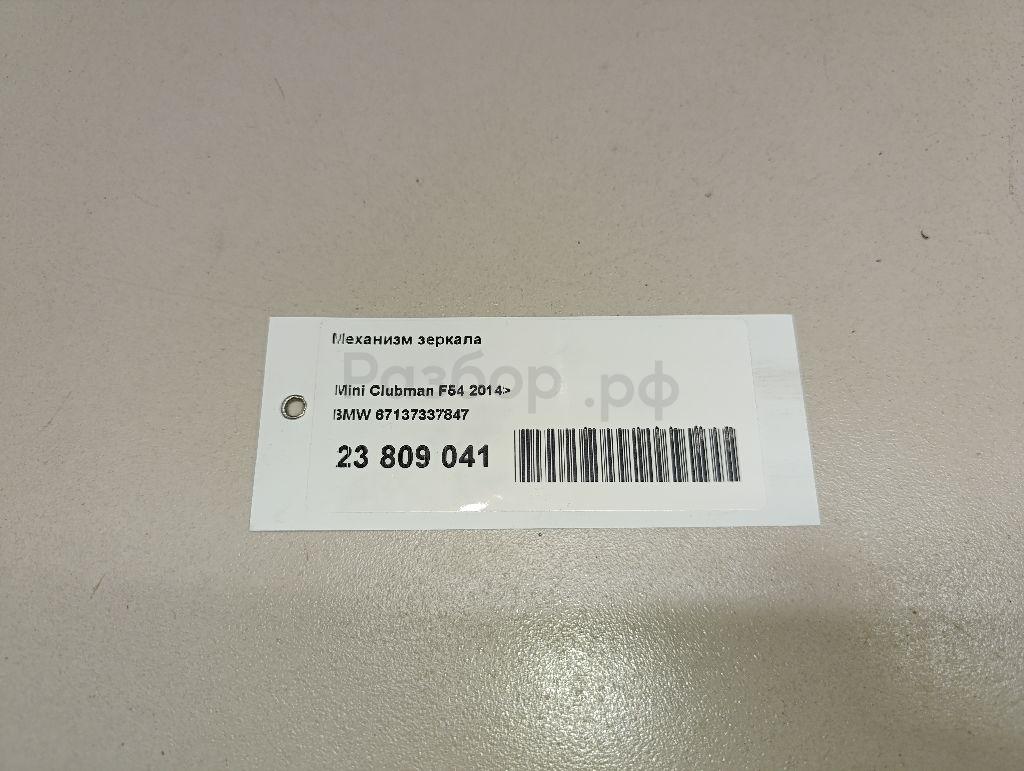 Механизм зеркала
Разбор.рф
Mini Clubman F54 2014>
BMW 67137337847
23 809 041